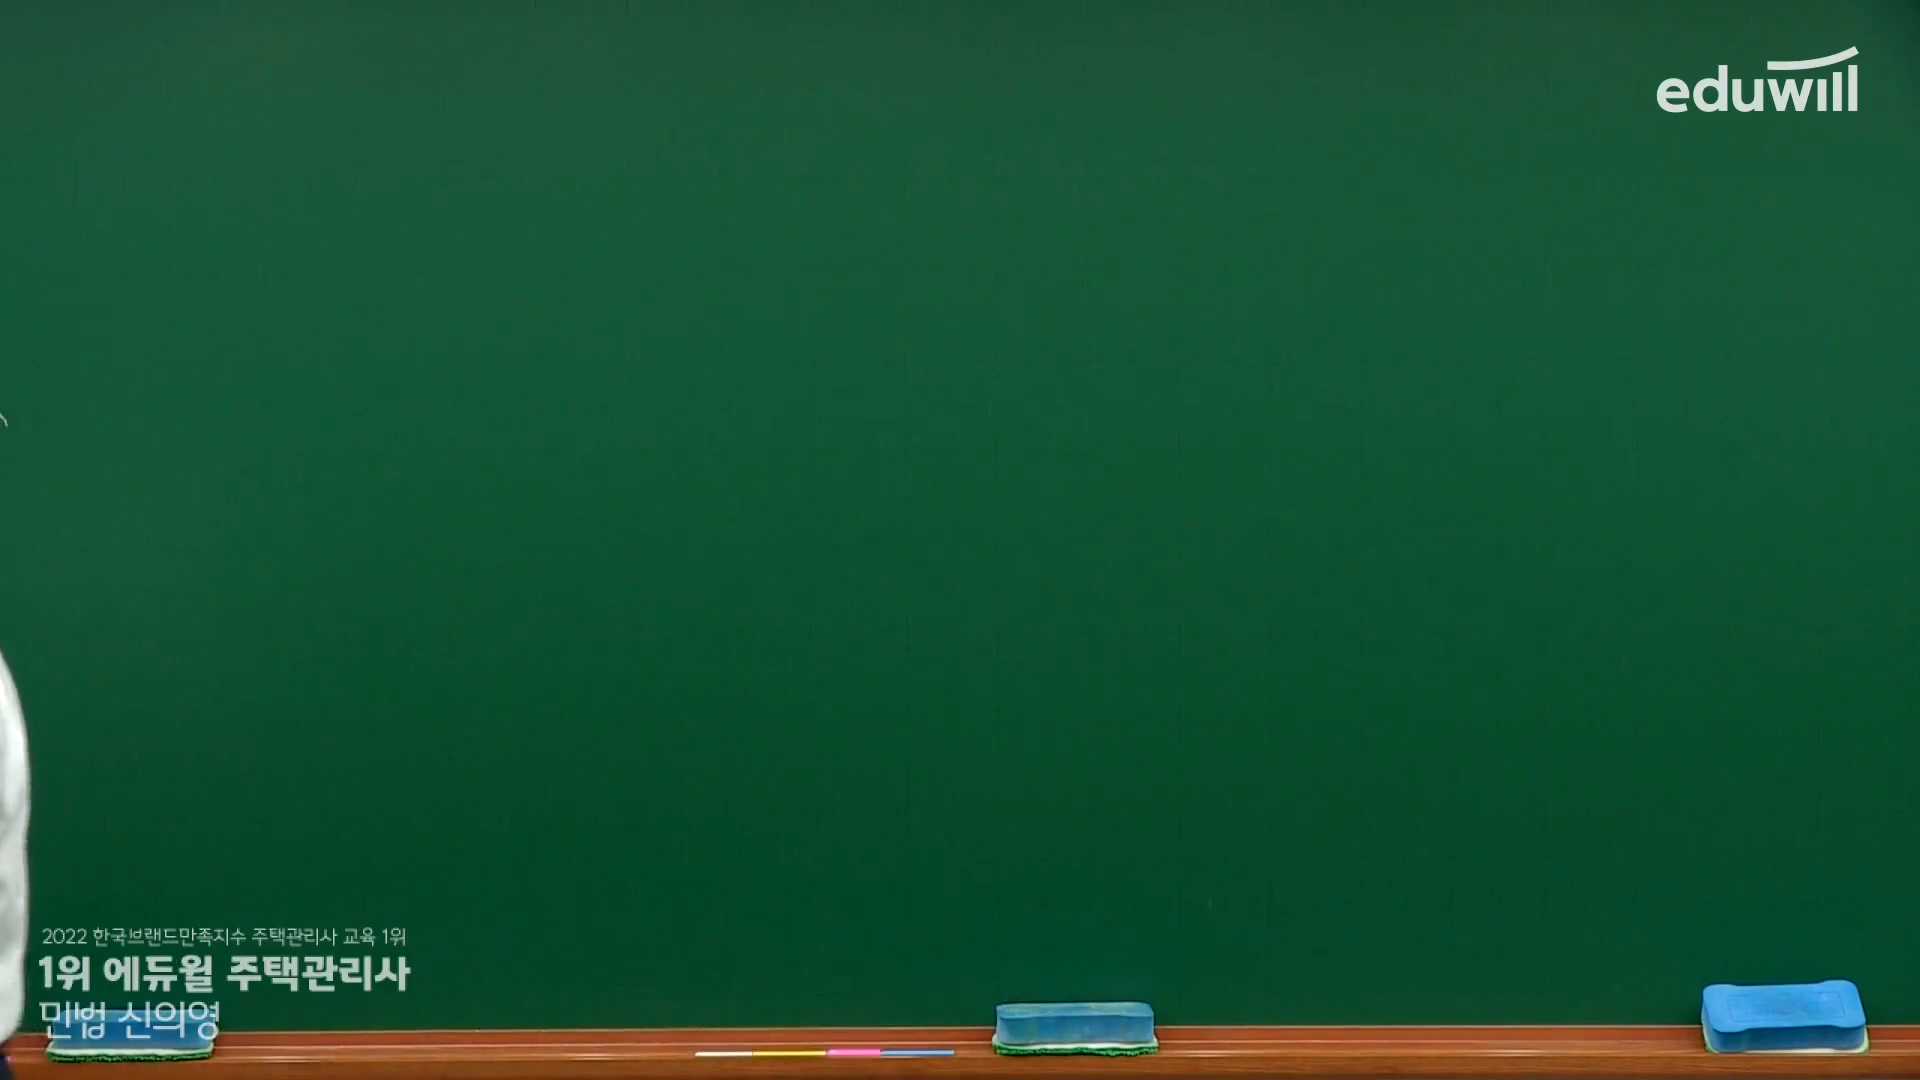 eduwill
2022 한국브랜드만족지수 주택관리사 교육 1위
1위 에듀윌 주택관리사
민법 신의영